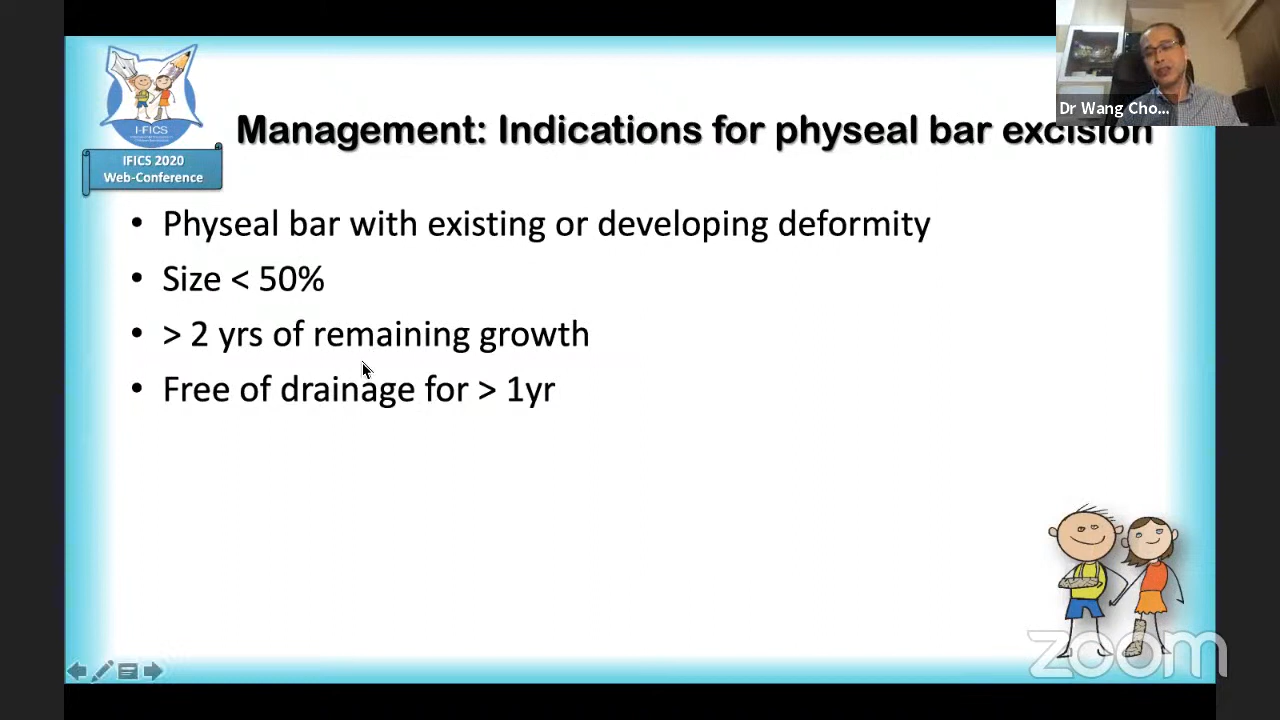 I-FICS
IFICS 2020
Web-Conference
Dr Wang Cho...
Management: Indications for physeal bar excision
• Physeal bar with existing or developing deformity
• Size < 50%
• > 2 yrs of remaining growth
• Free of drainage for > 1yr
zoom